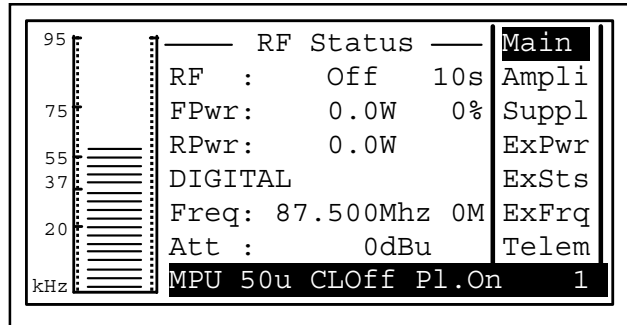 95
75
55
37
20
kHz
RF Status
RF : Off 10s
FPwr: 0.0W 0%
RPwr: 0.0W
DIGITAL
Freq: 87.500Mhz 0M
Att : 0dBu
MPU 50u CLOff Pl.On 1
Main
Ampli
Suppl
ExPwr
ExSts
ExFrq
Telem